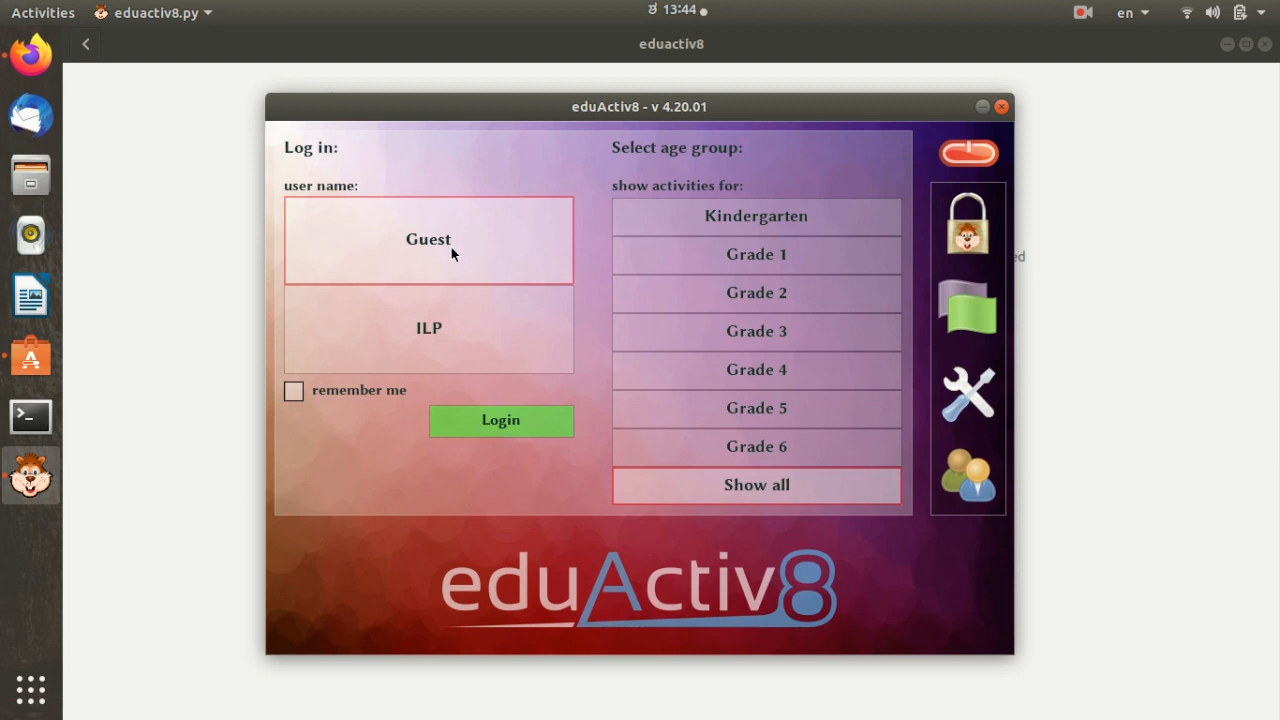 Activities
eduactiv8.py
13:44
en
eduactiv8
eduActiv8 - v 4.20.01
Log in:
user name:
Guest
ILP
remember me
Login
Select age group:
show activities for:
Kindergarten
Grade 1
Grade 2
Grade 3
Grade 4
Grade 5
Grade 6
Show all
ed
eduActiv8